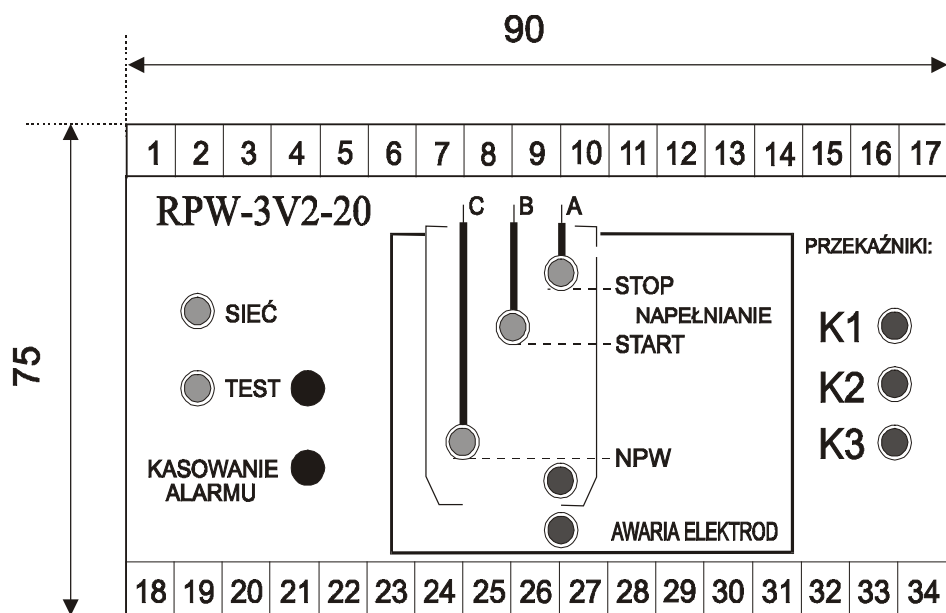 90
75
1 2 3 4 5 6 7 8 9 10 11 12 13 14 15 16 17
RPW-3V2-20
C B A
PRZEKAŹNIKI:
STOP
SIEĆ
NAPEŁNIANIE
K1
START
TEST
K2
K3
NPW
KASOWANIE
ALARMU
AWARIA ELEKTROD
18 19 20 21 22 23 24 25 26 27 28 29 30 31 32 33 34